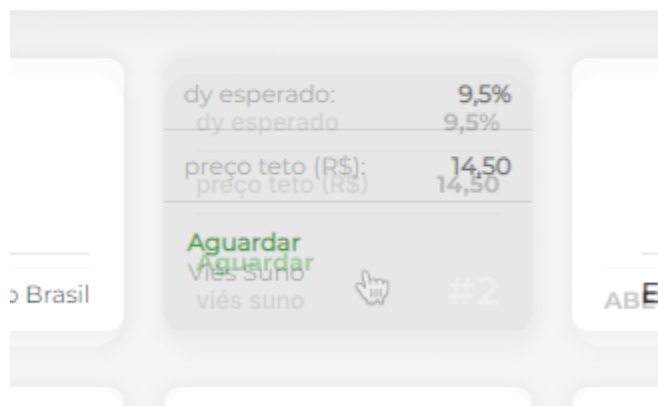 dy esperado: 9,5%
dy esperado 9,5%
preço teto (R$): 14,50
preço teto (R$) 14,50
Aguardar
Aguardar
Viés Suno
viés suno #2
o Brasil
ABE